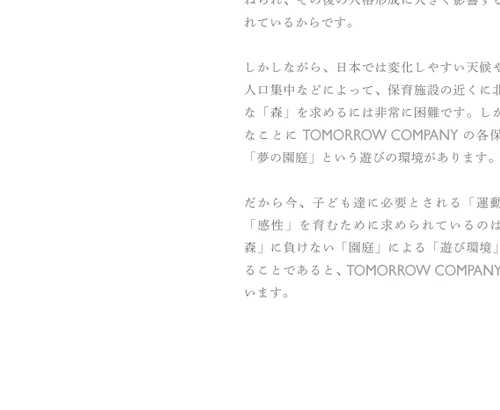 ねられ、その後の人格形成に大きく影響する
れているからです。
しかしながら、日本では変化しやすい天候や
人口集中などによって、保育施設の近くに北
な「森」を求めるには非常に困難です。しか
なことに TOMORROW COMPANY の各保
「夢の園庭」という遊びの環境があります。
だから今、子ども達に必要とされる「運動
「感性」を育むために求められているのは
森」に負けない「園庭」による「遊び環境」
ることであると、TOMORROW COMPANY
います。